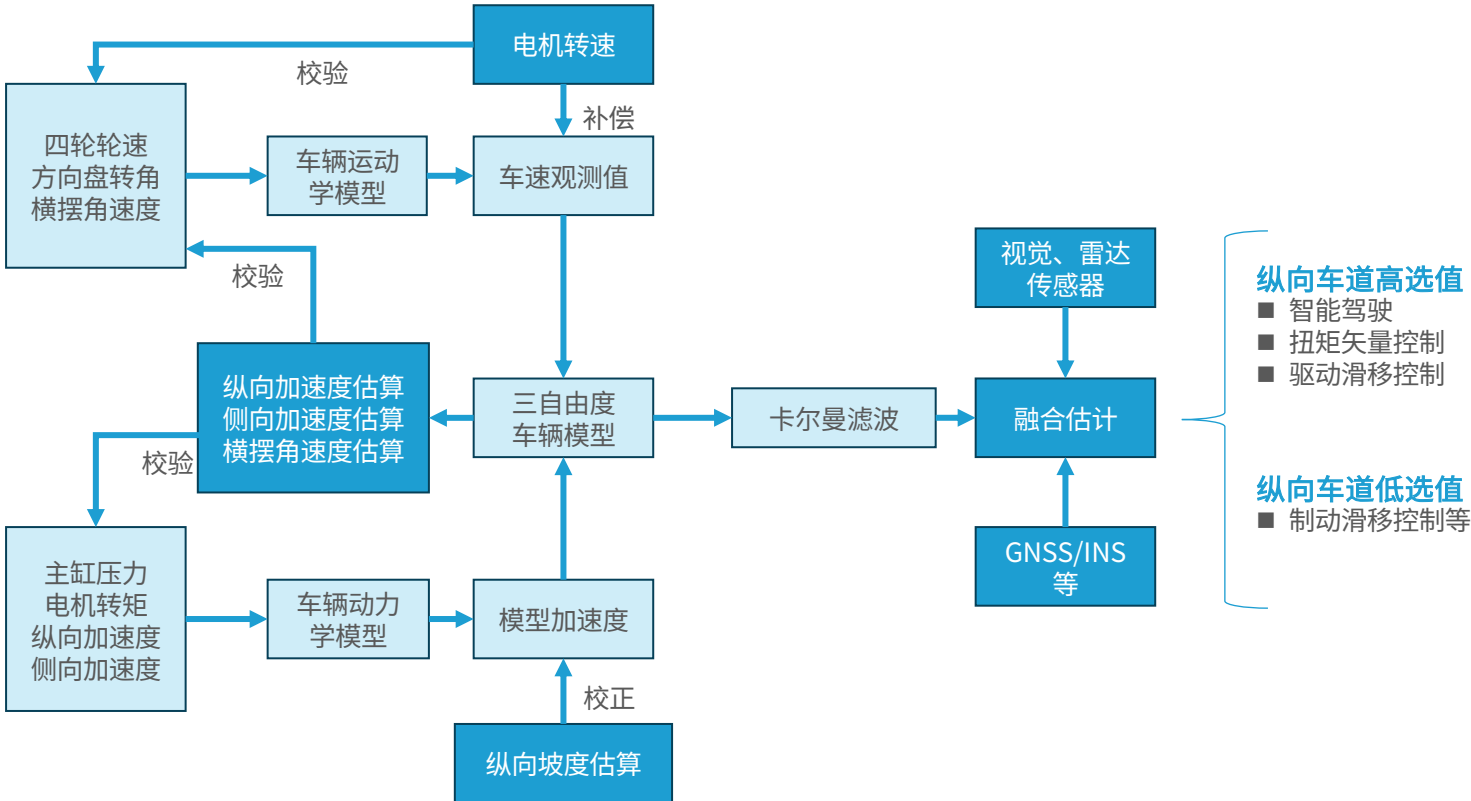 电机转速
校验
补偿
四轮轮速
方向盘转角
横摆角速度
车辆运动
学模型
车速观测值
校验
视觉、雷达
传感器
纵向车道高选值
■ 智能驾驶
■ 扭矩矢量控制
■ 驱动滑移控制
纵向加速度估算
侧向加速度估算
横摆角速度估算
三自由度
车辆模型
卡尔曼滤波
融合估计
校验
纵向车道低选值
■ 制动滑移控制等
主缸压力
电机转矩
纵向加速度
侧向加速度
车辆动力
学模型
模型加速度
GNSS/INS
等
校正
纵向坡度估算